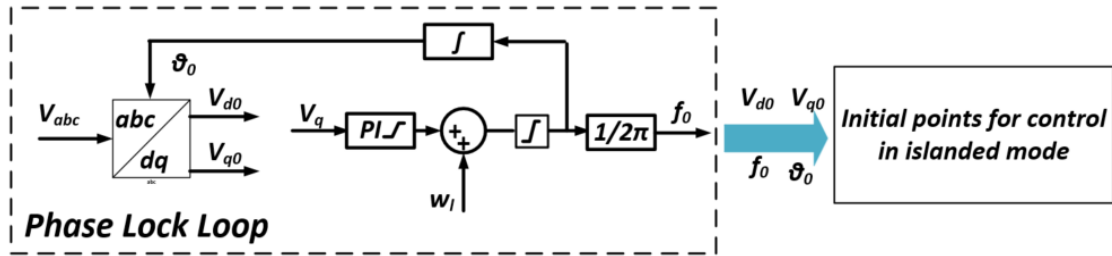 ∫
ϑ0
Vabc
abc
dq
Vd0
Vq0
Vq
PI
+
+
wl
1/2π
f0
Phase Lock Loop
Vd0 Vq0
f0 ϑ0
Initial points for control
in islanded mode